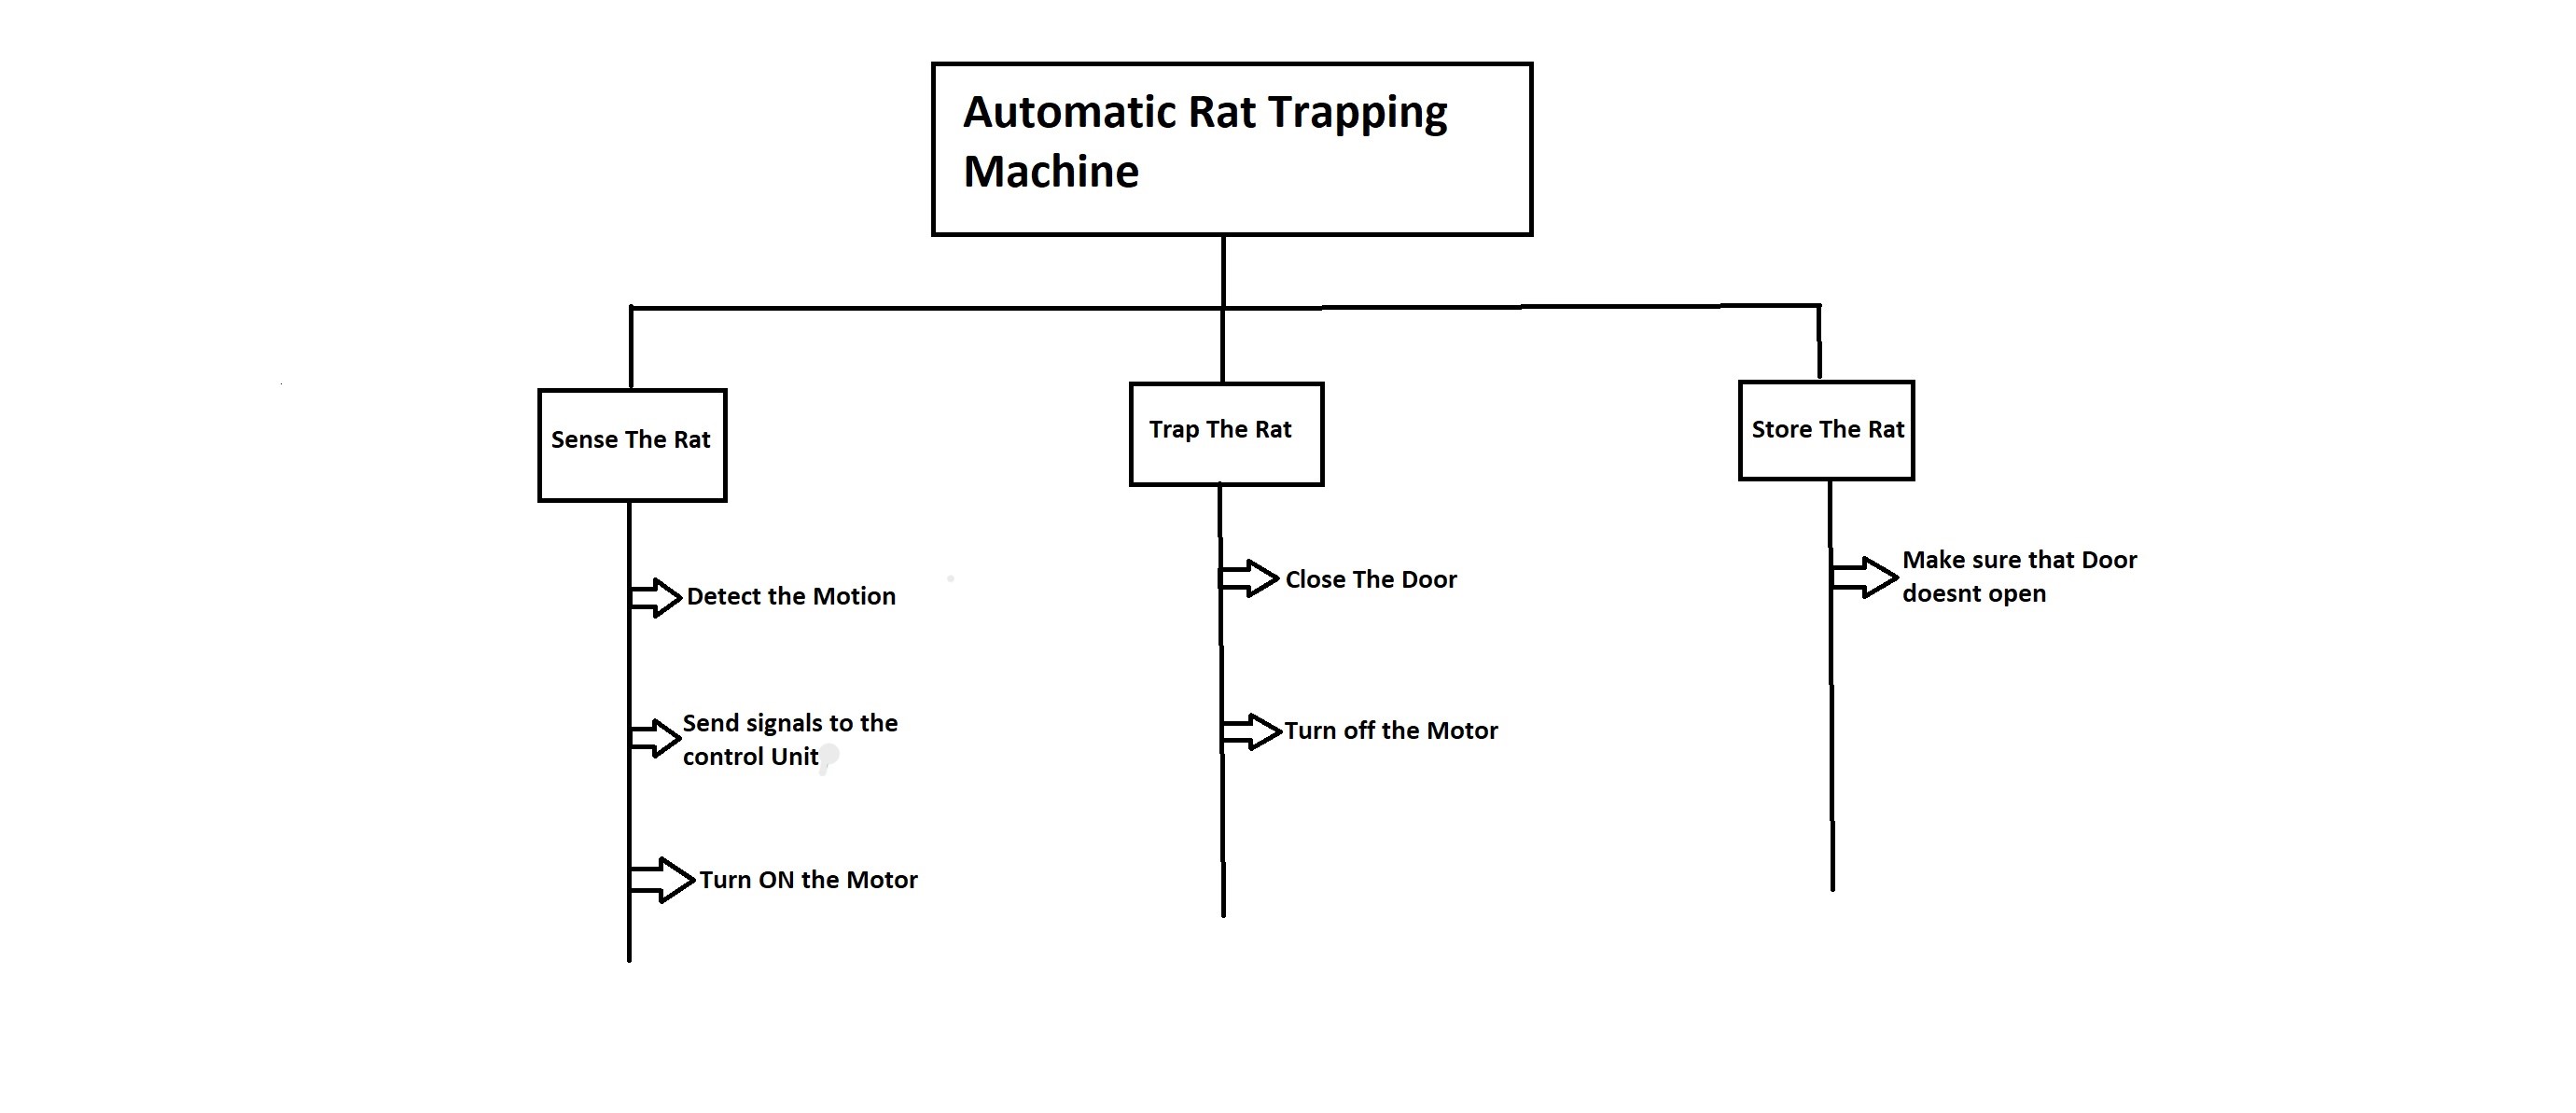 Automatic Rat Trapping
Machine
Sense The Rat
Trap The Rat
Store The Rat
Detect the Motion
Send signals to the
control Unit
Turn ON the Motor
Close The Door
Turn off the Motor
Make sure that Door
doesnt open